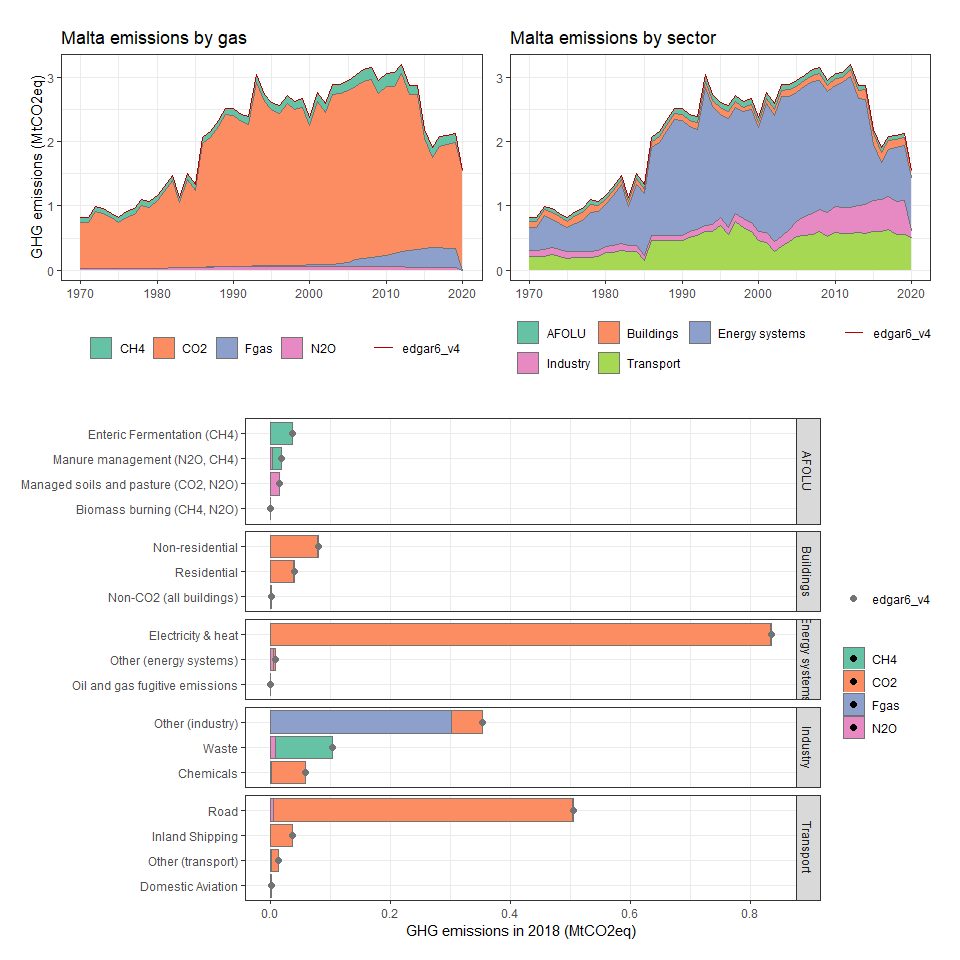 Malta emissions by gas
GHG emissions (MtCO2eq)
3
2
1
0
1970 1980 1990 2000 2010 2020
CH4 CO2 Fgas N2O edgar6_v4
Malta emissions by sector
3
2
1
0
1970 1980 1990 2000 2010 2020
AFOLU Buildings Energy systems edgar6_v4
Industry Transport
Enteric Fermentation (CH4)
Manure management (N2O, CH4)
Managed soils and pasture (CO2, N2O)
Biomass burning (CH4, N2O)
AFOLU
Non-residential
Residential
Non-CO2 (all buildings)
Buildings
Electricity & heat
Other (energy systems)
Oil and gas fugitive emissions
Energy systems
Other (industry)
Waste
Chemicals
Industry
Road
Inland Shipping
Other (transport)
Domestic Aviation
Transport
0.0 0.2 0.4 0.6 0.8
GHG emissions in 2018 (MtCO2eq)
edgar6_v4
CH4
CO2
Fgas
N2O